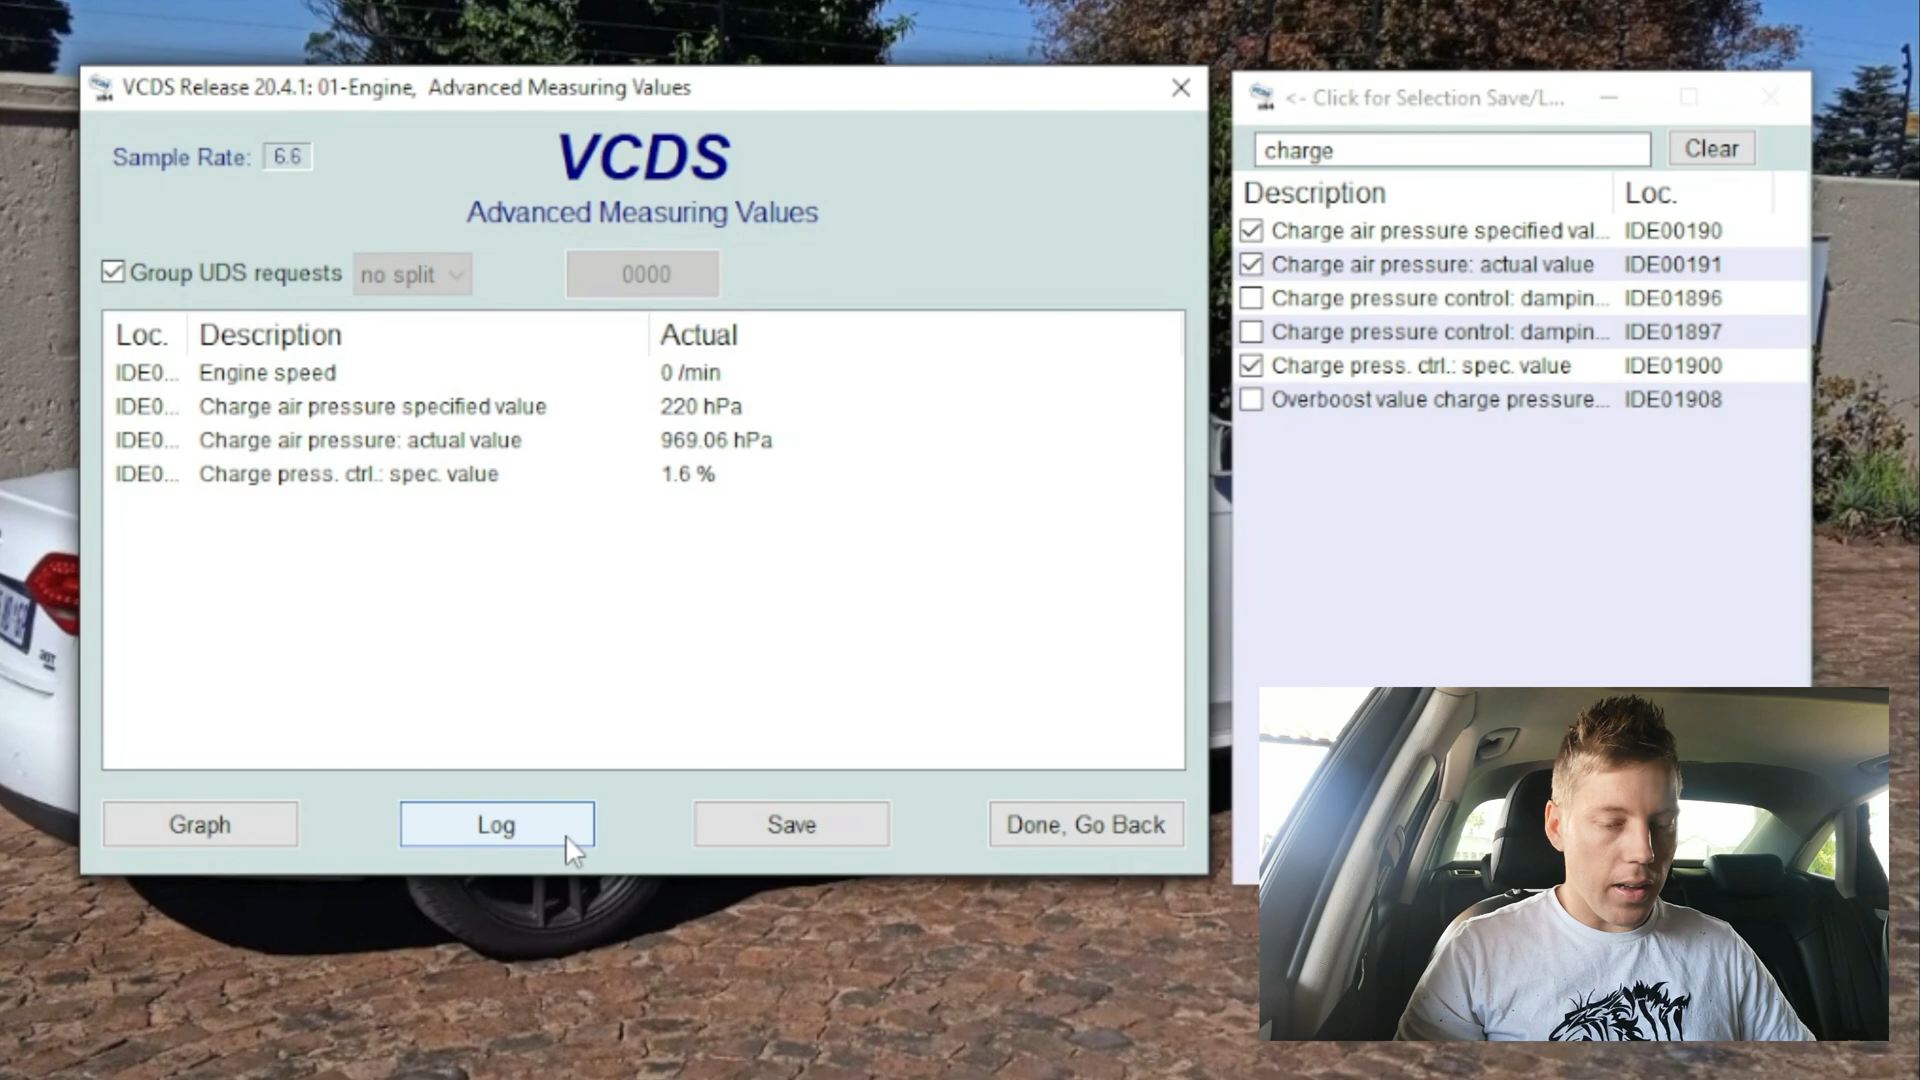 VCDS Release 20.4.1: 01-Engine, Advanced Measuring Values
Sample Rate: 6.6
VCDS
Advanced Measuring Values
Group UDS requests no split 0000
Loc. Description Actual
IDE0... Engine speed 0 /min
IDE0... Charge air pressure specified value 220 hPa
IDE0... Charge air pressure: actual value 969.06 hPa
IDE0... Charge press. ctrl.: spec. value 1.6 %
Graph Log Save Done, Go Back
<- Click for Selection Save/L...
charge Clear
Description Loc.
Charge air pressure specified val... IDE00190
Charge air pressure: actual value IDE00191
Charge pressure control: dampin... IDE01896
Charge pressure control: dampin... IDE01897
Charge press. ctrl.: spec. value IDE01900
Overboost value charge pressure... IDE01908